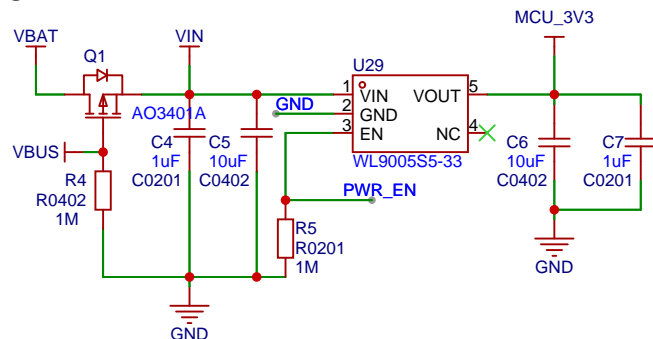 MCU_3V3
VBAT
VIN
Q1
U29
1
VIN
VOUT
5
GND
2
GND
AO3401A
3
EN
NC
4
C4
1uF
C0201
C5
10uF
C0402
WL9005S5-33
C6
10uF
C0402
C7
1uF
C0201
VBUS
R4
R0402
1M
PWR_EN
R5
R0201
1M
GND
GND